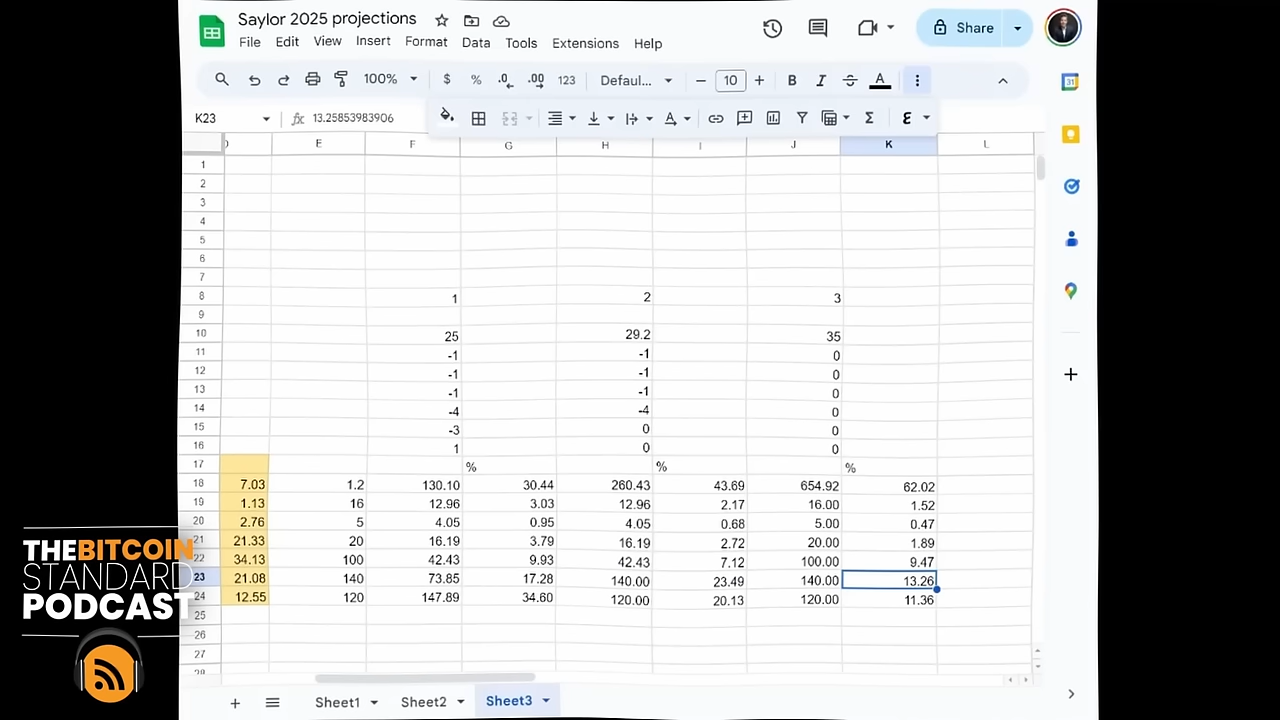 Saylor 2025 projections
File Edit View Insert Format Data Tools Extensions Help
Share
100% $ % .0 .00 123 Defaul... 10 B I S A
K23 fx 13.25853983906
E F G H I J K L
1
2
3
4
5
6
7
8 1 2 3
9
10 25 29.2 35
11 -1 -1 0
12 -1 -1 0
13 -1 -1 0
14 -4 -4 0
15 -3 0 0
16 1 0 0
17 % % %
18 7.03 1.2 130.10 30.44 260.43 43.69 654.92 62.02
19 1.13 16 12.96 3.03 12.96 2.17 16.00 1.52
20 2.76 5 4.05 0.95 4.05 0.68 5.00 0.47
21 21.33 20 16.19 3.79 16.19 2.72 20.00 1.89
22 34.13 100 42.43 9.93 42.43 7.12 100.00 9.47
23 21.08 140 73.85 17.28 140.00 23.49 140.00 13.26
24 12.55 120 147.89 34.60 120.00 20.13 120.00 11.36
25
26
27
28
Sheet1 Sheet2 Sheet3
THE BITCOIN
STANDARD
PODCAST